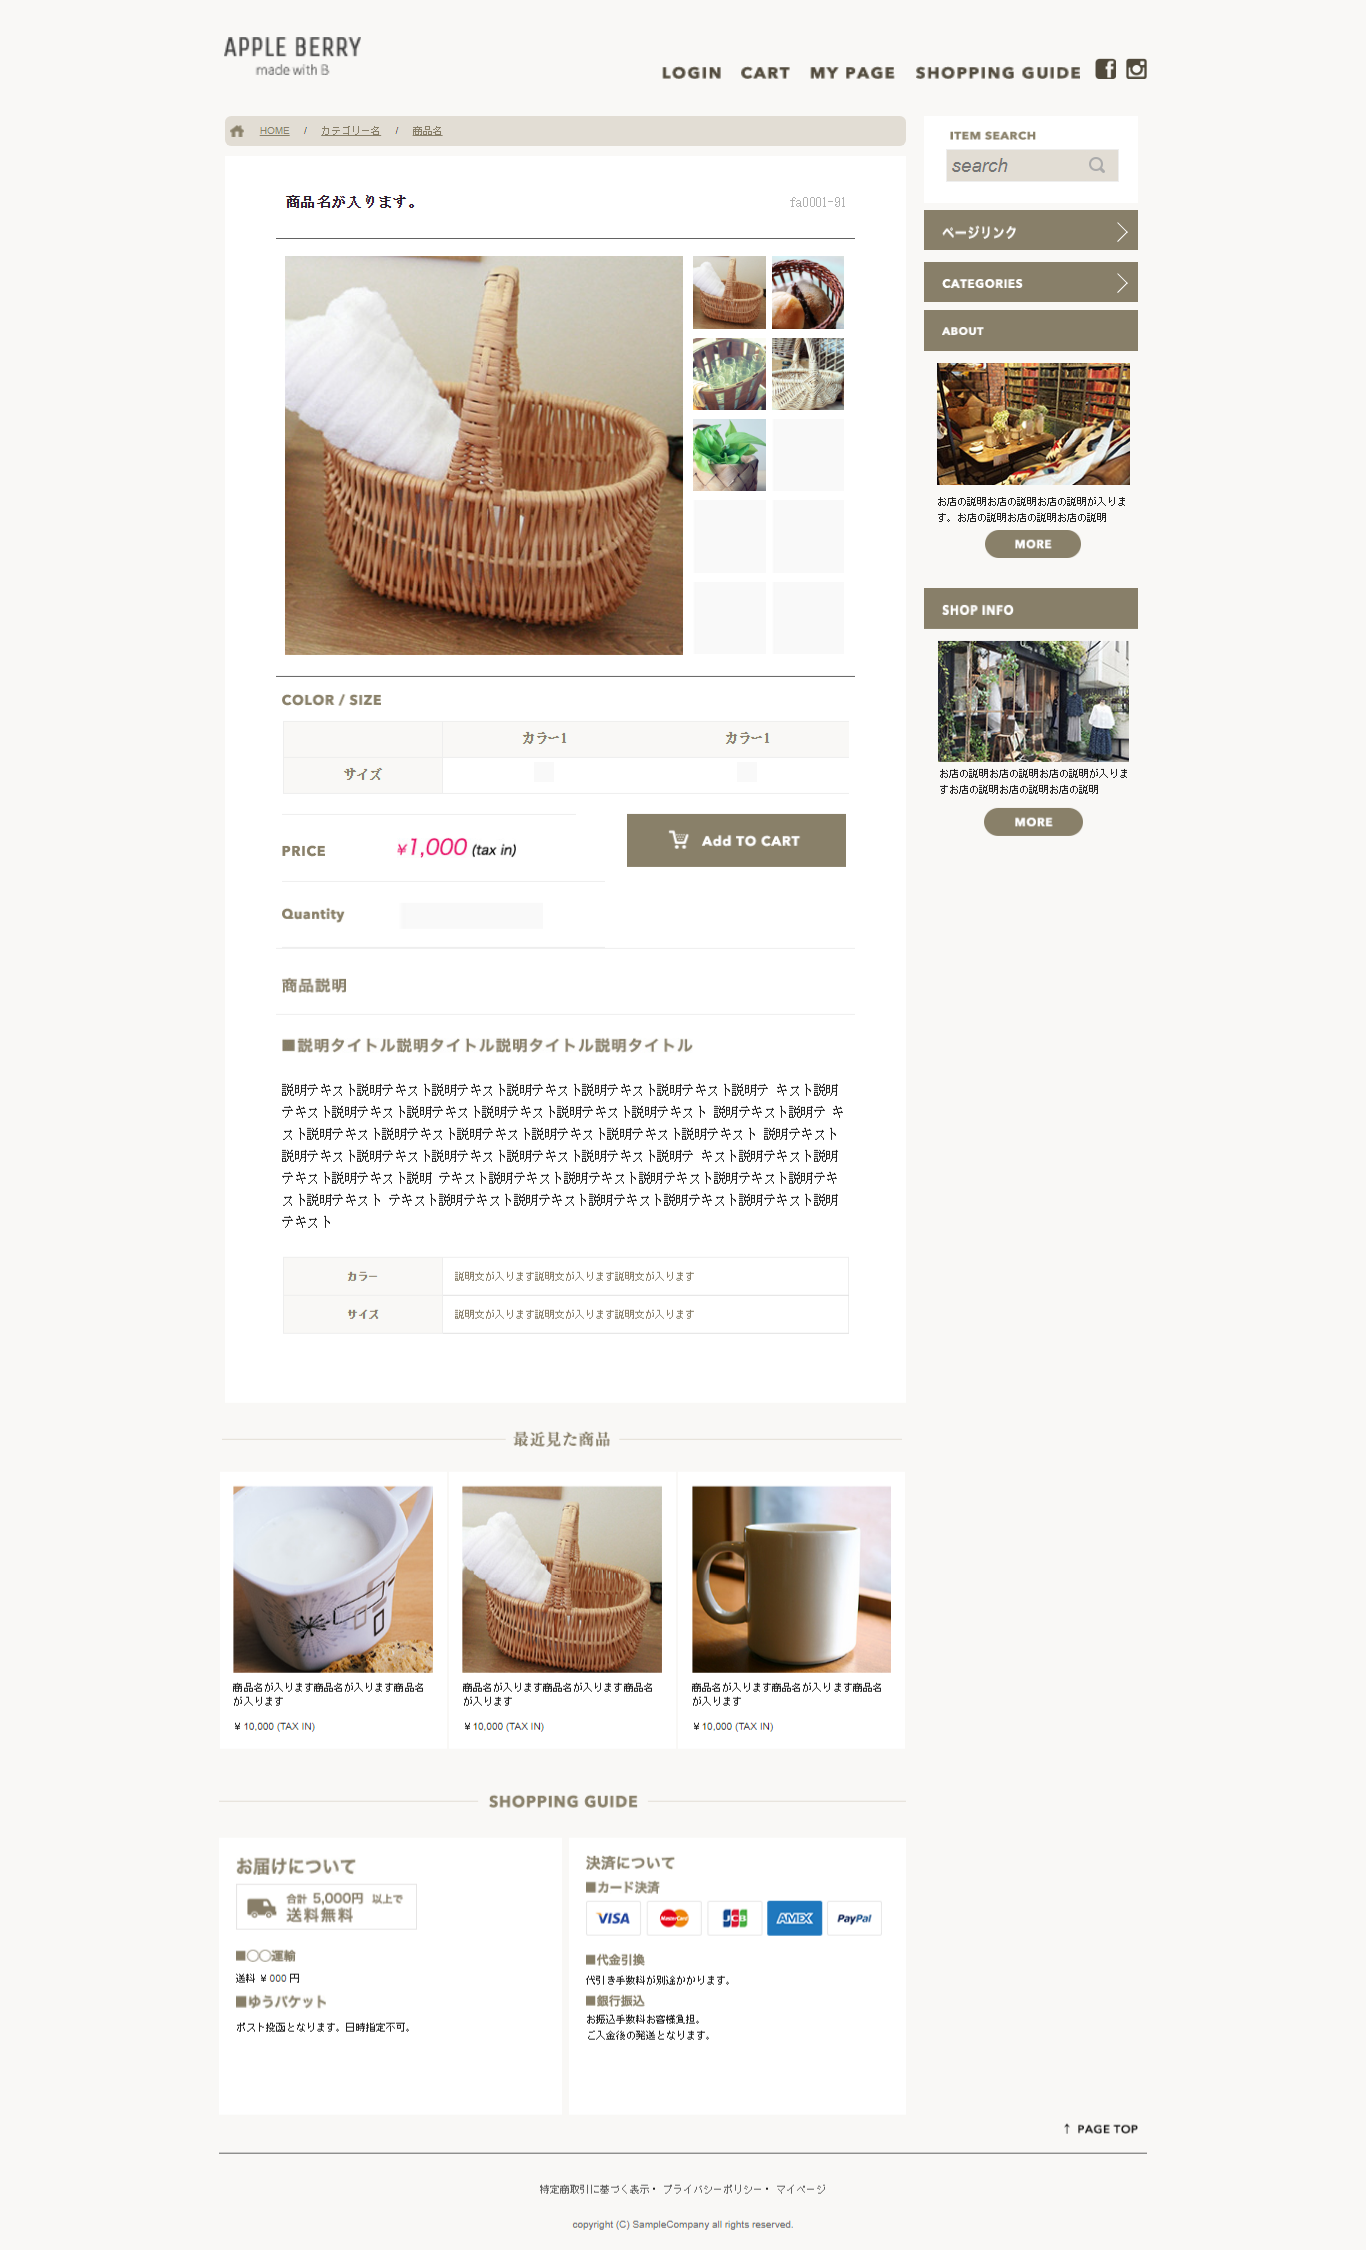 APPLE BERRY
made with B
LOGIN CART MY PAGE SHOPPING GUIDE
HOME / カテゴリー名 / 商品名
商品名が入ります。 fa0001-91
COLOR / SIZE
カラー1 カラー1
サイズ
PRICE ¥1,000 (tax in)
Add TO CART
Quantity
商品説明
■説明タイトル説明タイトル説明タイトル説明タイトル
説明テキスト説明テキスト説明テキスト説明テキスト説明テキスト説明テキスト説明テ キスト説明
テキスト説明テキスト説明テキスト説明テキスト説明テキスト説明テキスト 説明テキスト説明テ キ
スト説明テキスト説明テキスト説明テキスト説明テキスト説明テキスト説明テキスト 説明テキスト
説明テキスト説明テキスト説明テキスト説明テキスト説明テキスト説明テ キスト説明テキスト説明
テキスト説明テキスト説明 テキスト説明テキスト説明テキスト説明テキスト説明テキスト説明テキ
スト説明テキスト テキスト説明テキスト説明テキスト説明テキスト説明テキスト説明テキスト説明
テキスト
カラー 説明文が入ります説明文が入ります説明文が入ります
サイズ 説明文が入ります説明文が入ります説明文が入ります
ITEM SEARCH
search
ページリンク
CATEGORIES
ABOUT
お店の説明お店の説明お店の説明が入りま
す。お店の説明お店の説明お店の説明
MORE
SHOP INFO
お店の説明お店の説明お店の説明が入りま
すお店の説明お店の説明お店の説明
MORE
最近見た商品
商品名が入ります商品名が入ります商品名
が入ります
¥ 10,000 (TAX IN)
商品名が入ります商品名が入ります商品名
が入ります
¥ 10,000 (TAX IN)
商品名が入ります商品名が入ります商品名
が入ります
¥ 10,000 (TAX IN)
SHOPPING GUIDE
お届けについて
合計 5,000円 以上で
送料無料
■〇〇運輸
送料 ¥ 000 円
■ゆうパケット
ポスト投函となります。日時指定不可。
決済について
■カード決済
VISA MasterCard JCB AMEX PayPal
■代金引換
代引き手数料が別途かかります。
■銀行振込
お振込手数料お客様負担。
ご入金後の発送となります。
↑ PAGE TOP
特定商取引に基づく表示・ プライバシーポリシー・ マイページ
copyright (C) SampleCompany all rights reserved.